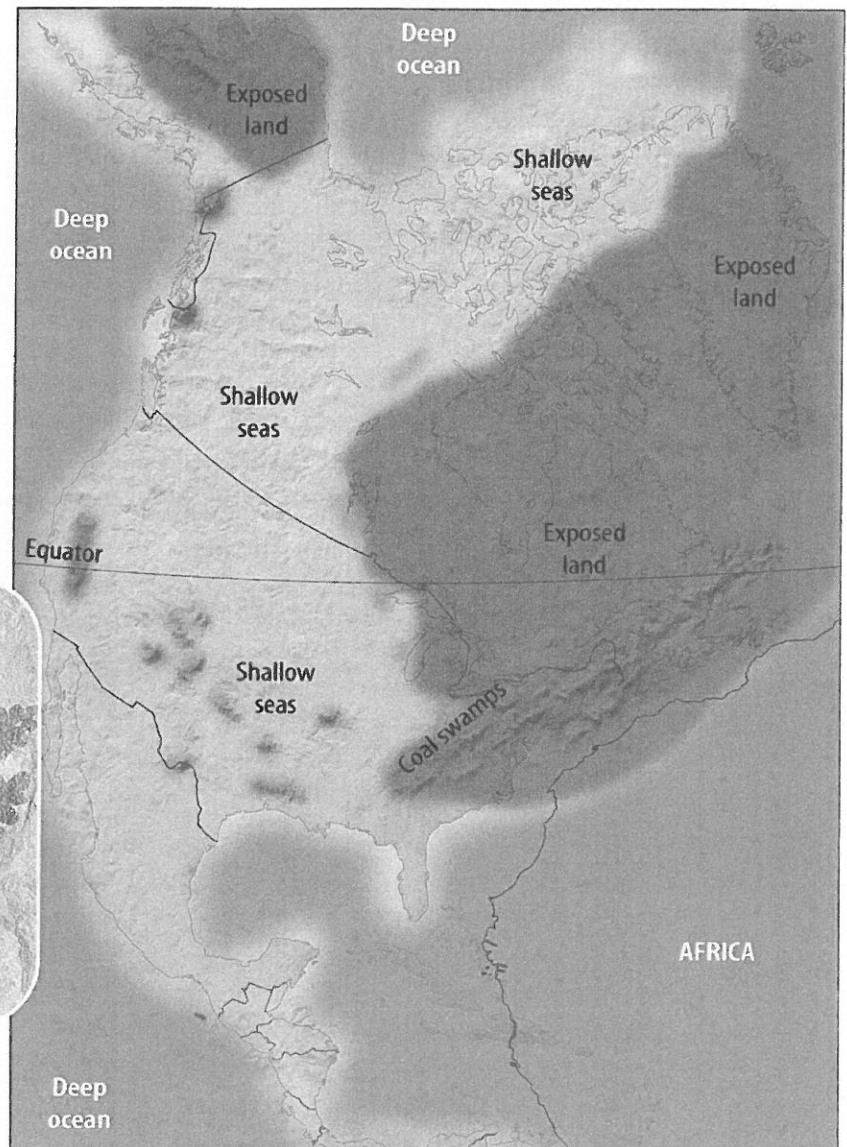 Deep
ocean
Exposed
land
Shallow
seas
Deep
ocean
Exposed
land
Shallow
seas
Equator
Exposed
land
Shallow
seas
Coal swamps
AFRICA
Deep
ocean